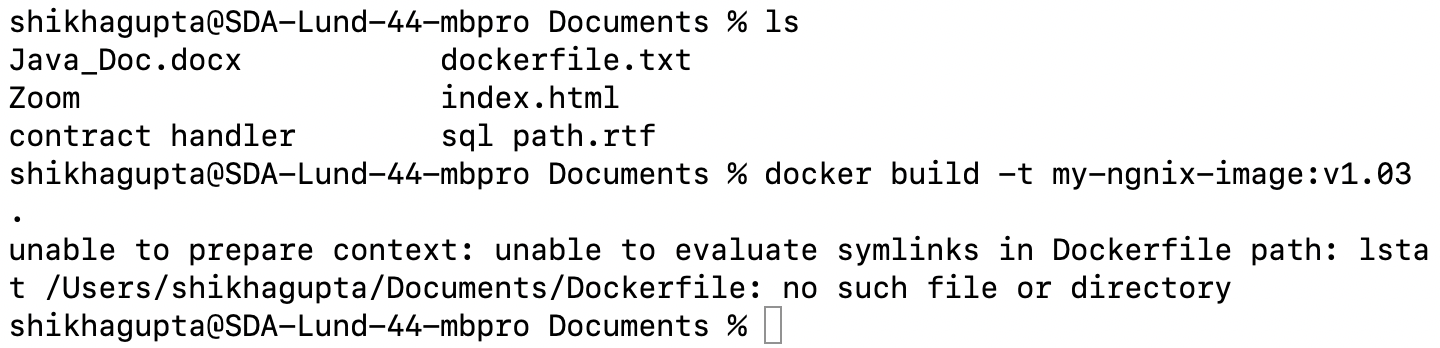 shikhagupta@SDA-Lund-44-mbpro Documents % ls
Java_Doc.docx dockerfile.txt
Zoom index.html
contract handler sql path.rtf
shikhagupta@SDA-Lund-44-mbpro Documents % docker build -t my-ngnix-image:v1.03
.
unable to prepare context: unable to evaluate symlinks in Dockerfile path: lsta
t /Users/shikhagupta/Documents/Dockerfile: no such file or directory
shikhagupta@SDA-Lund-44-mbpro Documents %